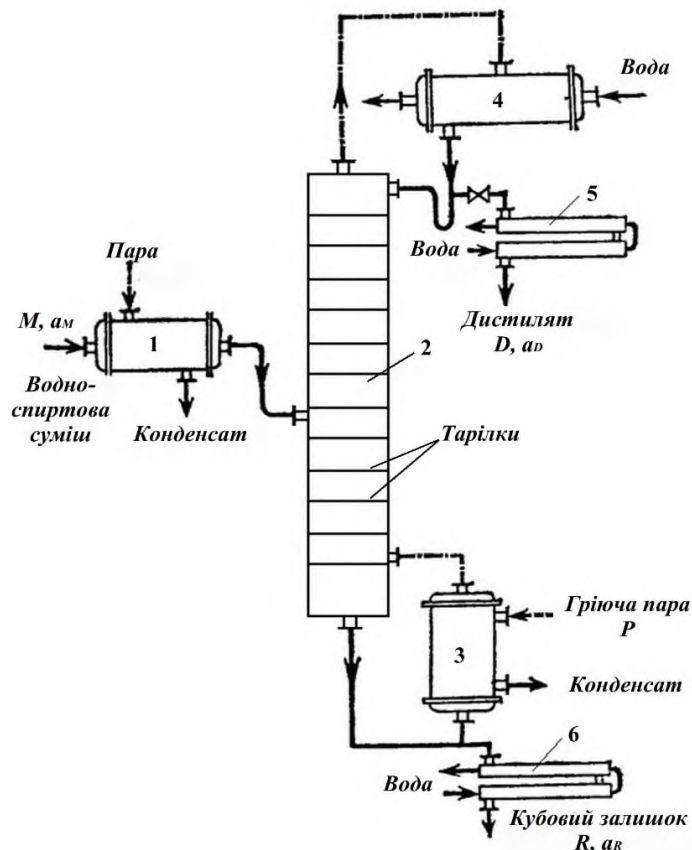 4
Вода
5
Вода
Пара
М, aм
1
Водно-
спиртова
суміш
Конденсат
Дистилят
D, aD
2
Тарілки
Гріюча пара
P
3
Конденсат
6
Вода
Кубовий залишок
R, aR